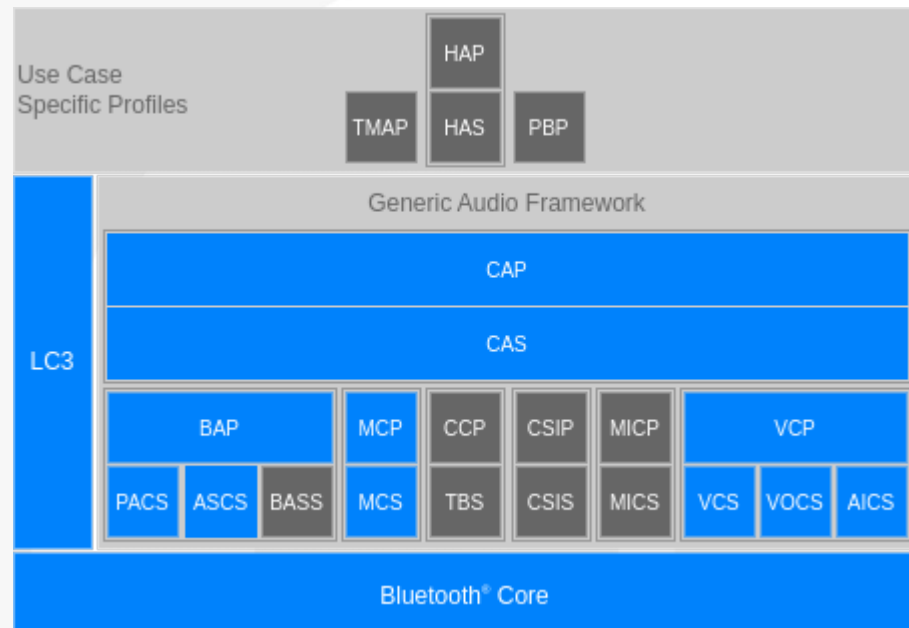 HAP
Use Case
Specific Profiles
TMAP HAS PBP
Generic Audio Framework
CAP
CAS
LC3
BAP MCP CCP CSIP MICP VCP
PACS ASCS BASS MCS TBS CSIS MICS VCS VOCS AICS
Bluetooth® Core